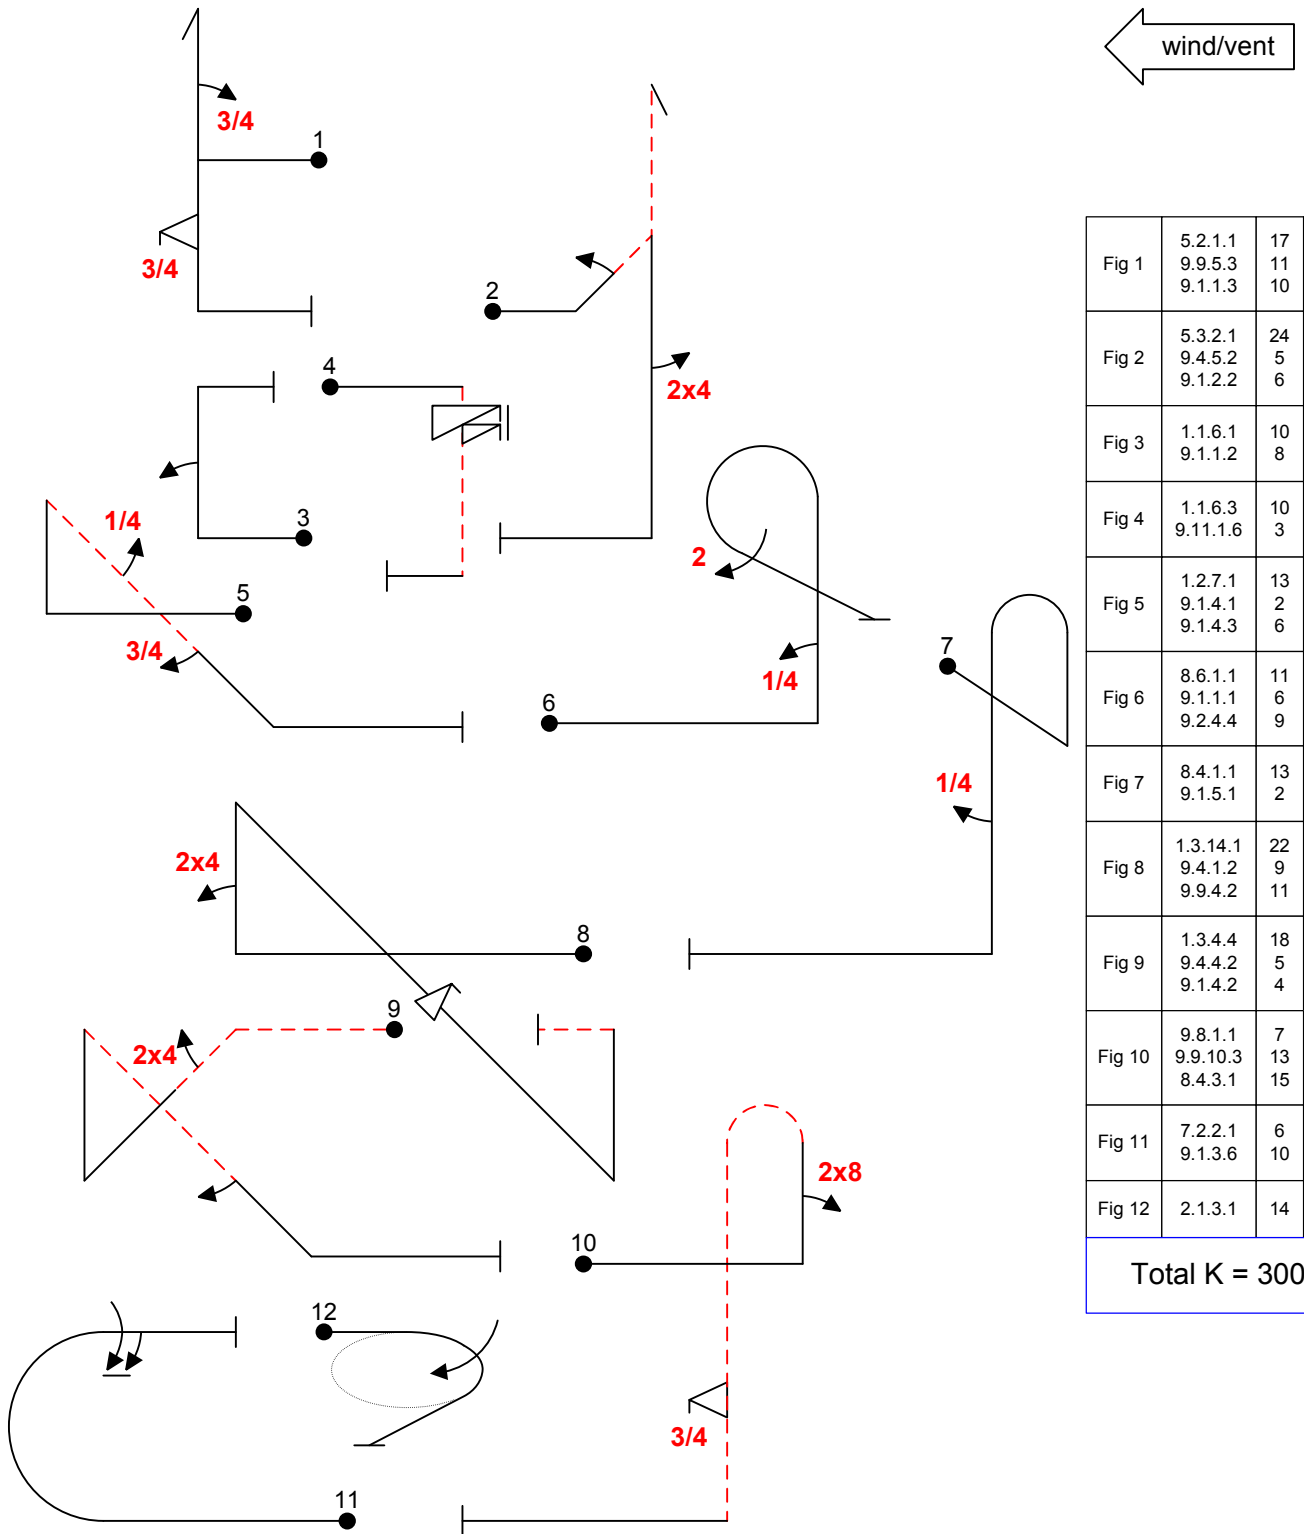 wind/vent
3/4
1
3/4
2
4
2x4
3
1/4
2
5
3/4
7
1/4
6
1/4
2x4
8
9
2x4
10
2x8
12
3/4
11
Fig 1 5.2.1.1 17
9.9.5.3 11
9.1.1.3 10
Fig 2 5.3.2.1 24
9.4.5.2 5
9.1.2.2 6
Fig 3 1.1.6.1 10
9.1.1.2 8
Fig 4 1.1.6.3 10
9.11.1.6 3
Fig 5 1.2.7.1 13
9.1.4.1 2
9.1.4.3 6
Fig 6 8.6.1.1 11
9.1.1.1 6
9.2.4.4 9
Fig 7 8.4.1.1 13
9.1.5.1 2
Fig 8 1.3.14.1 22
9.4.1.2 9
9.9.4.2 11
Fig 9 1.3.4.4 18
9.4.4.2 5
9.1.4.2 4
Fig 10 9.8.1.1 7
9.9.10.3 13
8.4.3.1 15
Fig 11 7.2.2.1 6
9.1.3.6 10
Fig 12 2.1.3.1 14
Total K = 300